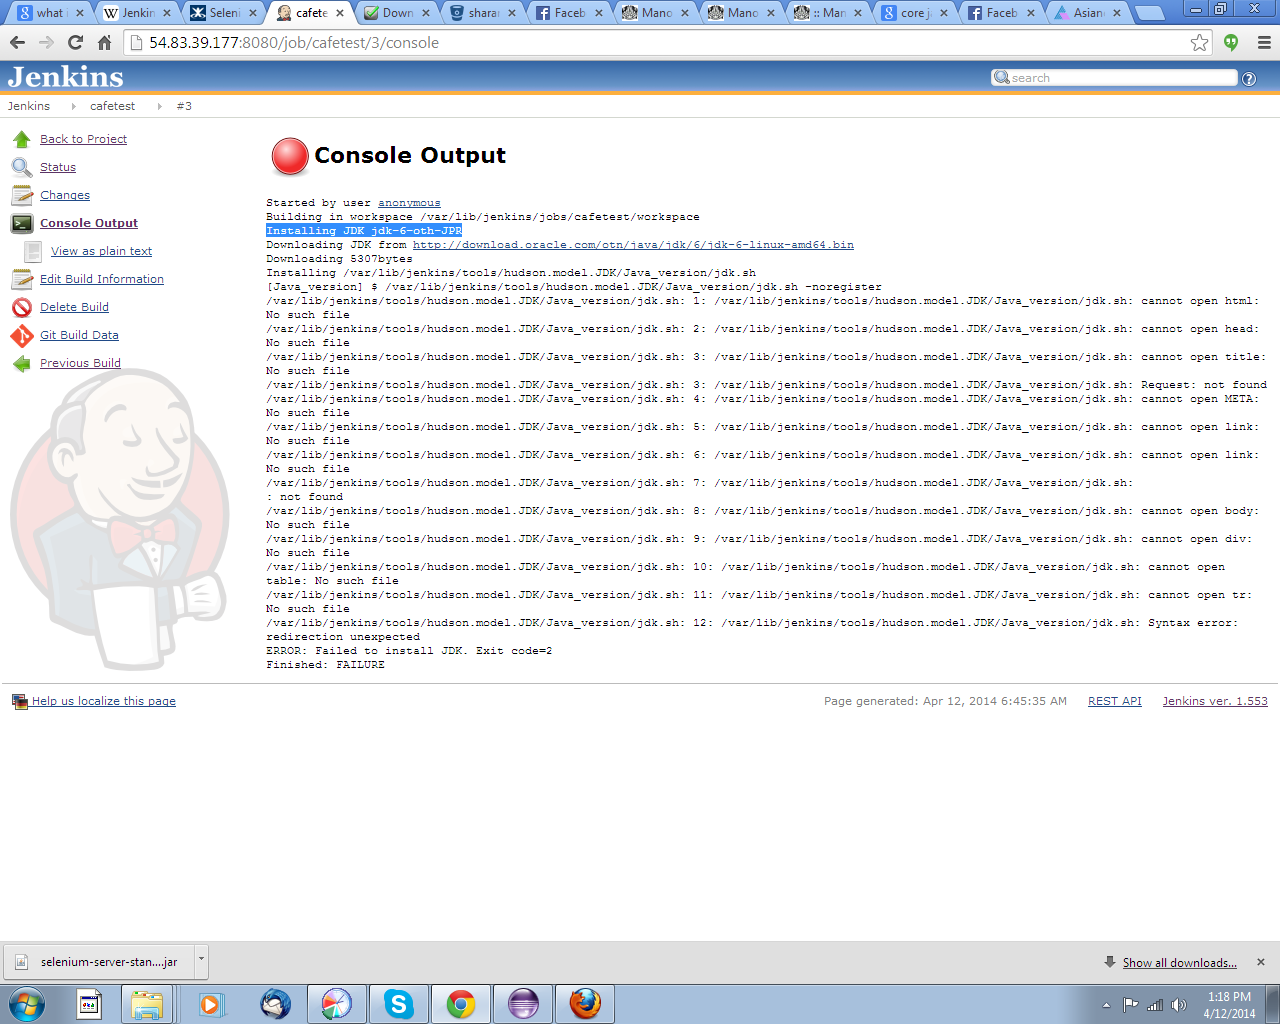 what i
Jenkin
Seleni
cafete
Down
shara
Faceb
Mano
Mano
:: Man
core j
Faceb
Asian
54.83.39.177:8080/job/cafetest/3/console
Jenkins
search
Jenkins
cafetest
#3
Back to Project
Status
Changes
Console Output
View as plain text
Edit Build Information
Delete Build
Git Build Data
Previous Build
Console Output
Started by user anonymous
Building in workspace /var/lib/jenkins/jobs/cafetest/workspace
Installing JDK jdk-6-oth-JPR
Downloading JDK from http://download.oracle.com/otn/java/jdk/6/jdk-6-linux-amd64.bin
Downloading 5307bytes
Installing /var/lib/jenkins/tools/hudson.model.JDK/Java_version/jdk.sh
[Java_version] $ /var/lib/jenkins/tools/hudson.model.JDK/Java_version/jdk.sh -noregister
/var/lib/jenkins/tools/hudson.model.JDK/Java_version/jdk.sh: 1: /var/lib/jenkins/tools/hudson.model.JDK/Java_version/jdk.sh: cannot open html:
No such file
/var/lib/jenkins/tools/hudson.model.JDK/Java_version/jdk.sh: 2: /var/lib/jenkins/tools/hudson.model.JDK/Java_version/jdk.sh: cannot open head:
No such file
/var/lib/jenkins/tools/hudson.model.JDK/Java_version/jdk.sh: 3: /var/lib/jenkins/tools/hudson.model.JDK/Java_version/jdk.sh: cannot open title:
No such file
/var/lib/jenkins/tools/hudson.model.JDK/Java_version/jdk.sh: 3: /var/lib/jenkins/tools/hudson.model.JDK/Java_version/jdk.sh: Request: not found
/var/lib/jenkins/tools/hudson.model.JDK/Java_version/jdk.sh: 4: /var/lib/jenkins/tools/hudson.model.JDK/Java_version/jdk.sh: cannot open META:
No such file
/var/lib/jenkins/tools/hudson.model.JDK/Java_version/jdk.sh: 5: /var/lib/jenkins/tools/hudson.model.JDK/Java_version/jdk.sh: cannot open link:
No such file
/var/lib/jenkins/tools/hudson.model.JDK/Java_version/jdk.sh: 6: /var/lib/jenkins/tools/hudson.model.JDK/Java_version/jdk.sh: cannot open link:
No such file
/var/lib/jenkins/tools/hudson.model.JDK/Java_version/jdk.sh: 7: /var/lib/jenkins/tools/hudson.model.JDK/Java_version/jdk.sh:
: not found
/var/lib/jenkins/tools/hudson.model.JDK/Java_version/jdk.sh: 8: /var/lib/jenkins/tools/hudson.model.JDK/Java_version/jdk.sh: cannot open body:
No such file
/var/lib/jenkins/tools/hudson.model.JDK/Java_version/jdk.sh: 9: /var/lib/jenkins/tools/hudson.model.JDK/Java_version/jdk.sh: cannot open div:
No such file
/var/lib/jenkins/tools/hudson.model.JDK/Java_version/jdk.sh: 10: /var/lib/jenkins/tools/hudson.model.JDK/Java_version/jdk.sh: cannot open
table: No such file
/var/lib/jenkins/tools/hudson.model.JDK/Java_version/jdk.sh: 11: /var/lib/jenkins/tools/hudson.model.JDK/Java_version/jdk.sh: cannot open tr:
No such file
/var/lib/jenkins/tools/hudson.model.JDK/Java_version/jdk.sh: 12: /var/lib/jenkins/tools/hudson.model.JDK/Java_version/jdk.sh: Syntax error:
redirection unexpected
ERROR: Failed to install JDK. Exit code=2
Finished: FAILURE
Help us localize this page
Page generated: Apr 12, 2014 6:45:35 AM
REST API
Jenkins ver. 1.553
selenium-server-stan....jar
Show all downloads...
1:18 PM
4/12/2014